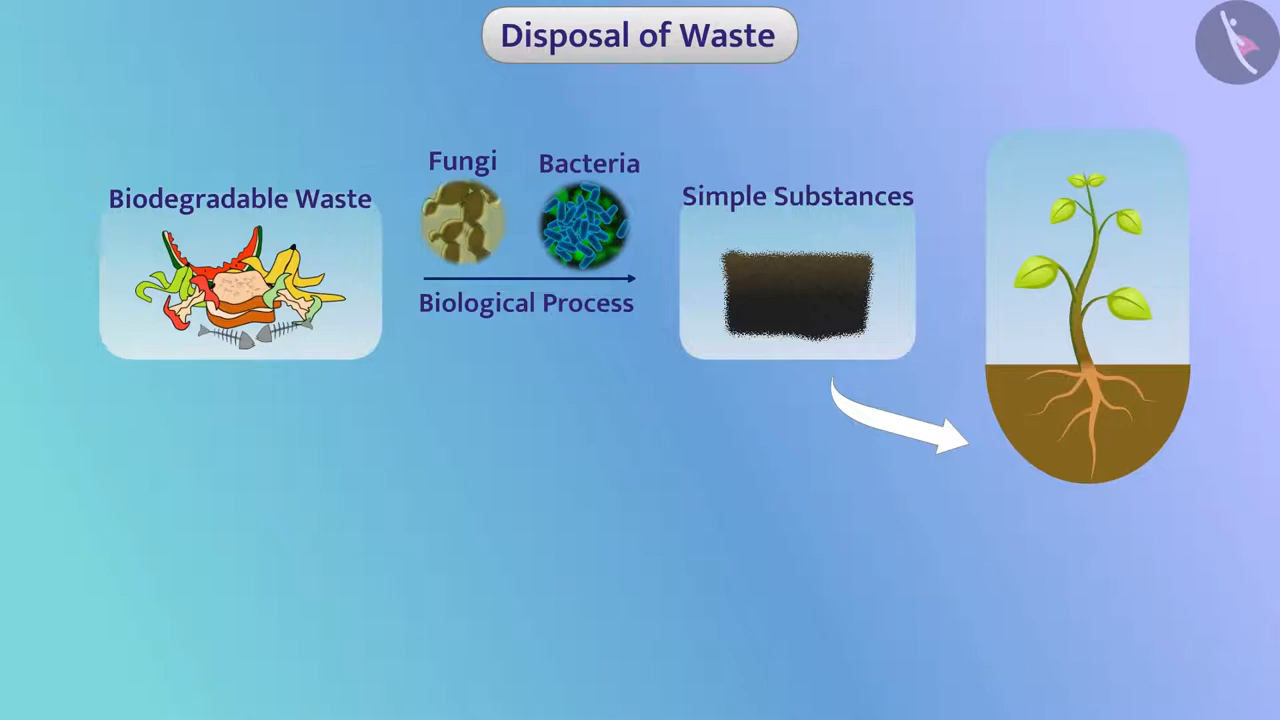 Disposal of Waste
Biodegradable Waste
Fungi
Bacteria
Biological Process
Simple Substances